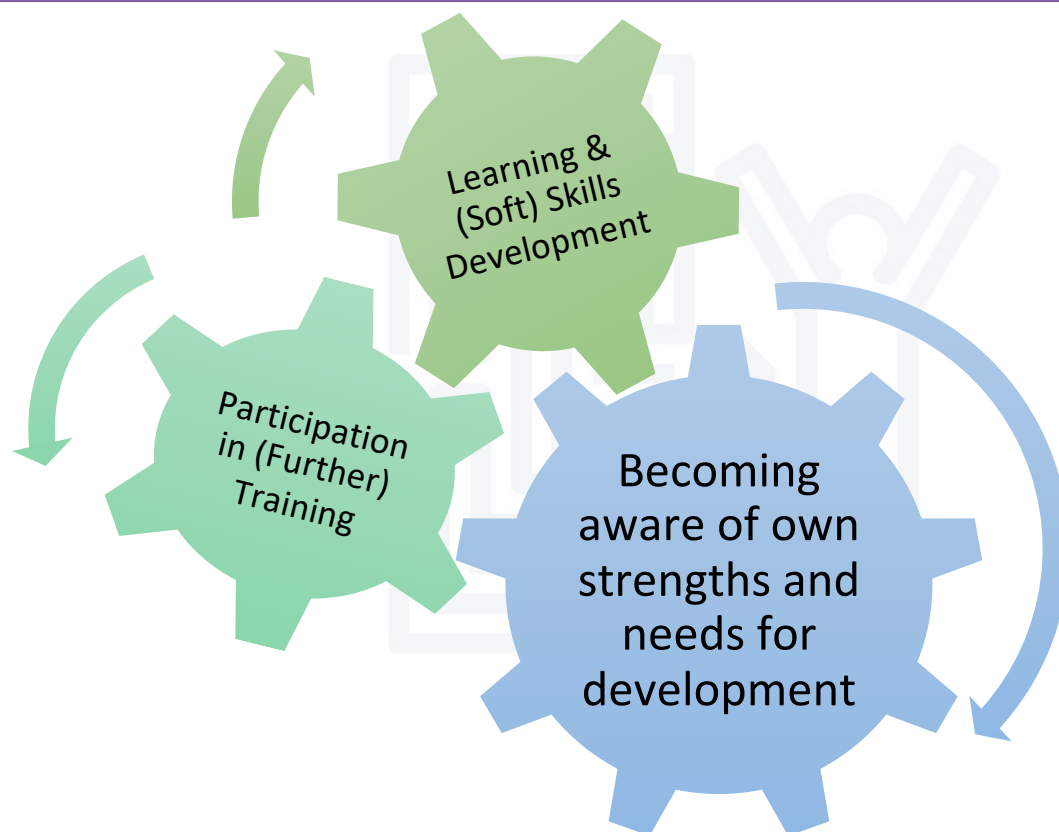 Learning &
(Soft) Skills
Development
Participation
in (Further)
Training
Becoming
aware of own
strengths and
needs for
development